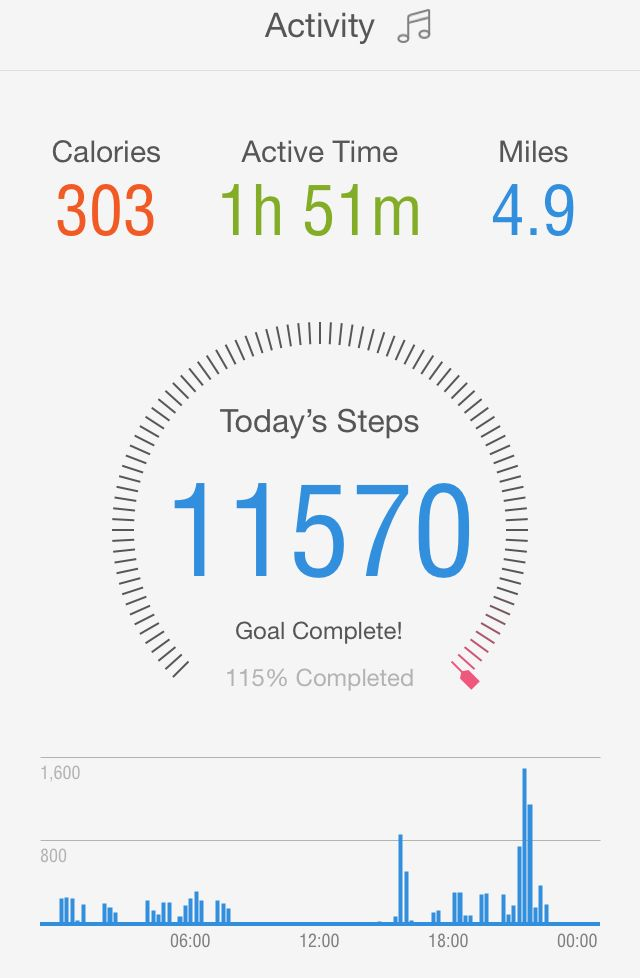 Activity
Calories Active Time Miles
303 1h 51m 4.9
Today's Steps
11570
Goal Complete!
115% Completed
1,600
800
06:00 12:00 18:00 00:00